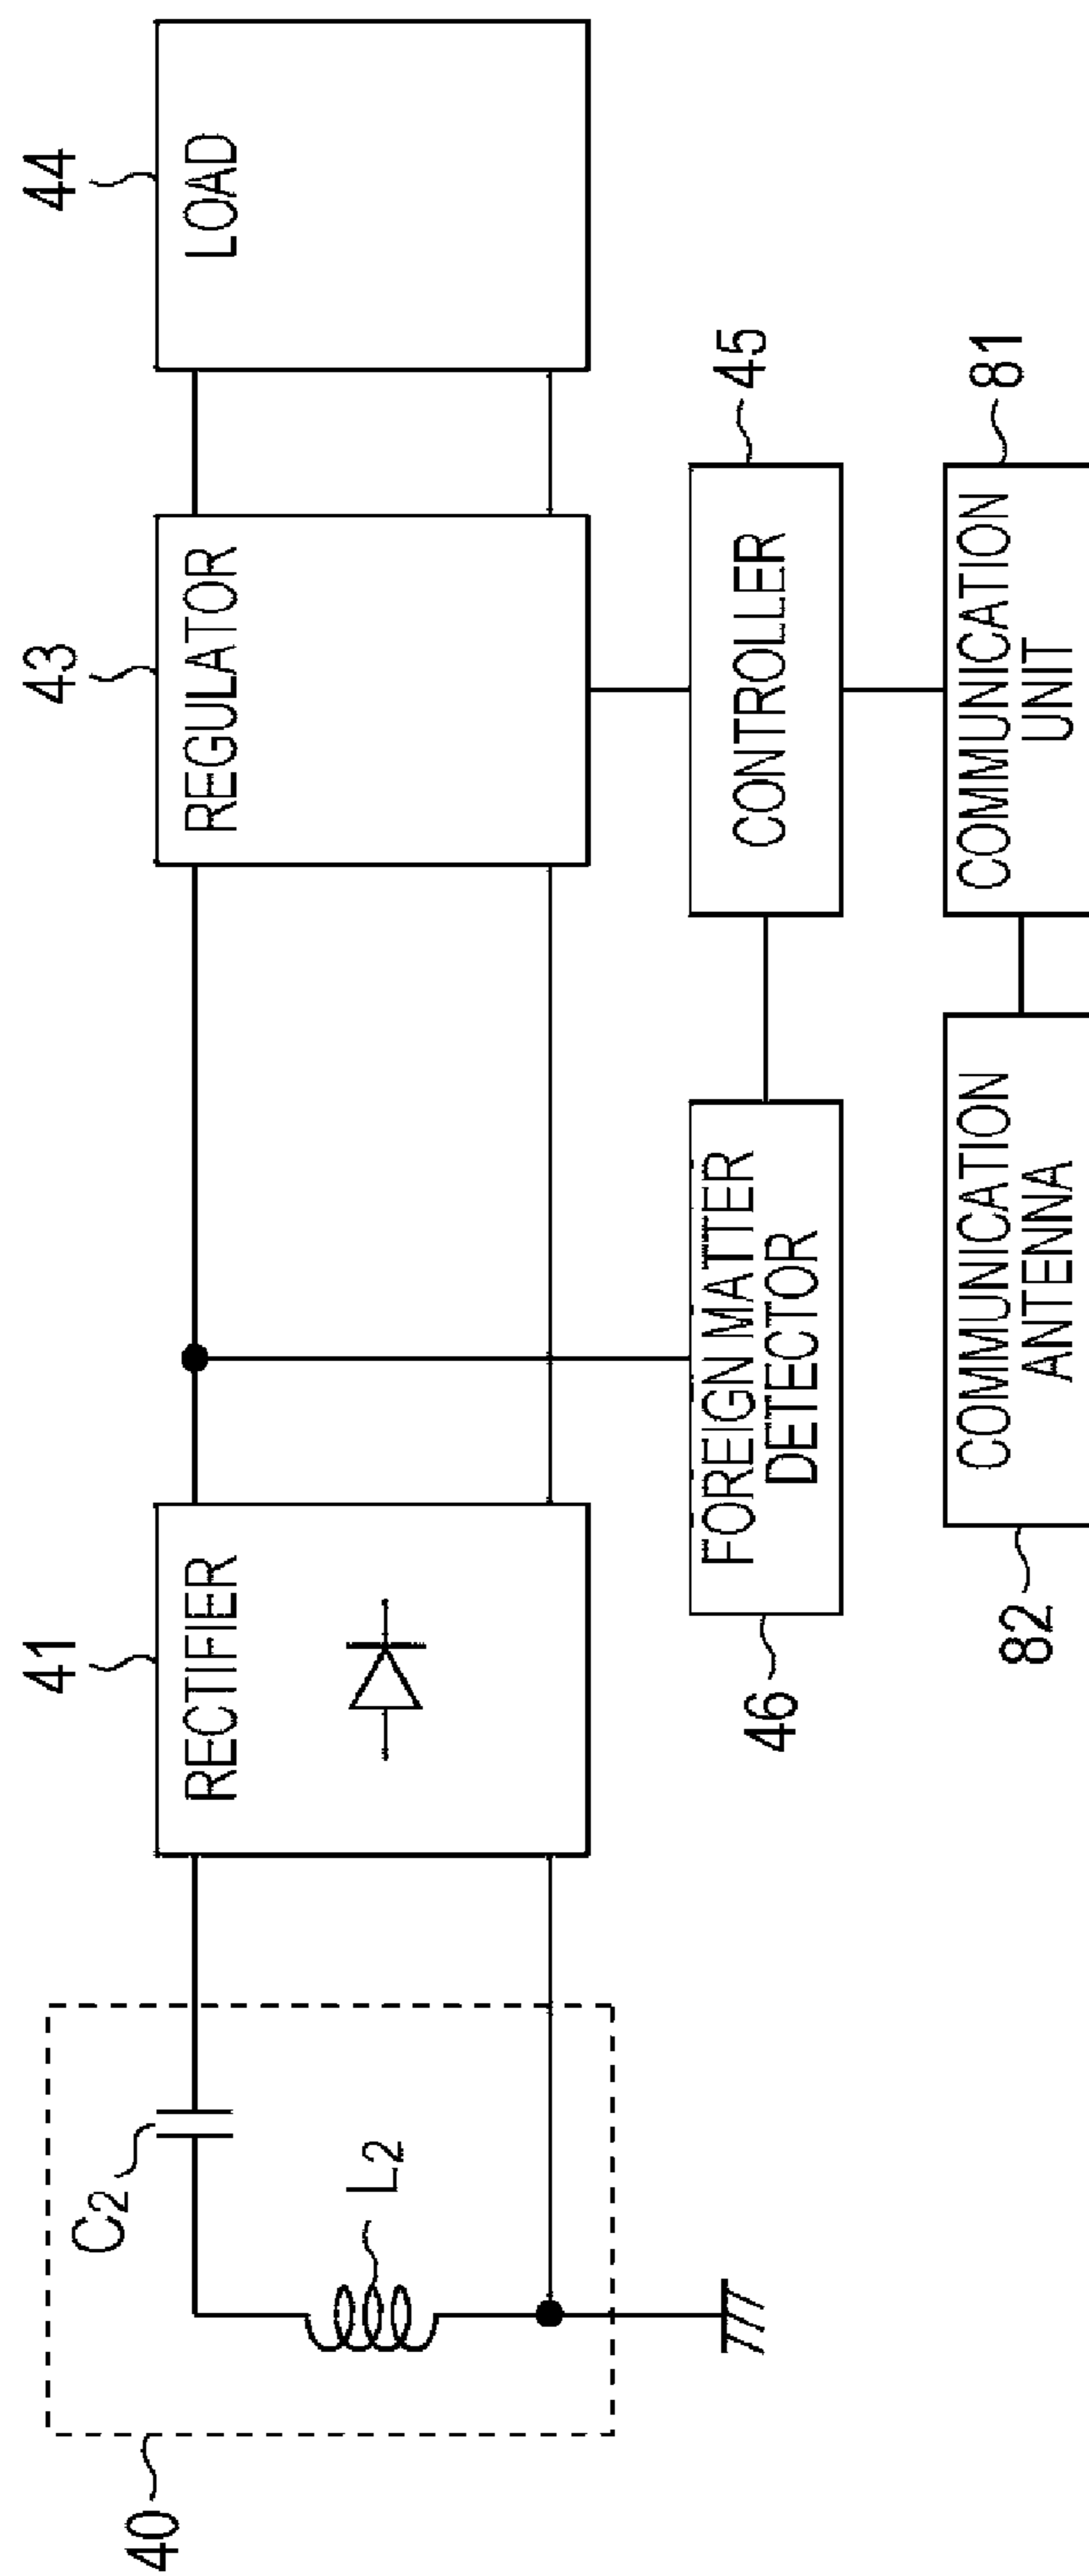 40
C2
L2
41
RECTIFIER
43
REGULATOR
44
LOAD
46
FOREIGN MATTER
DETECTOR
45
CONTROLLER
82
COMMUNICATION
ANTENNA
81
COMMUNICATION
UNIT